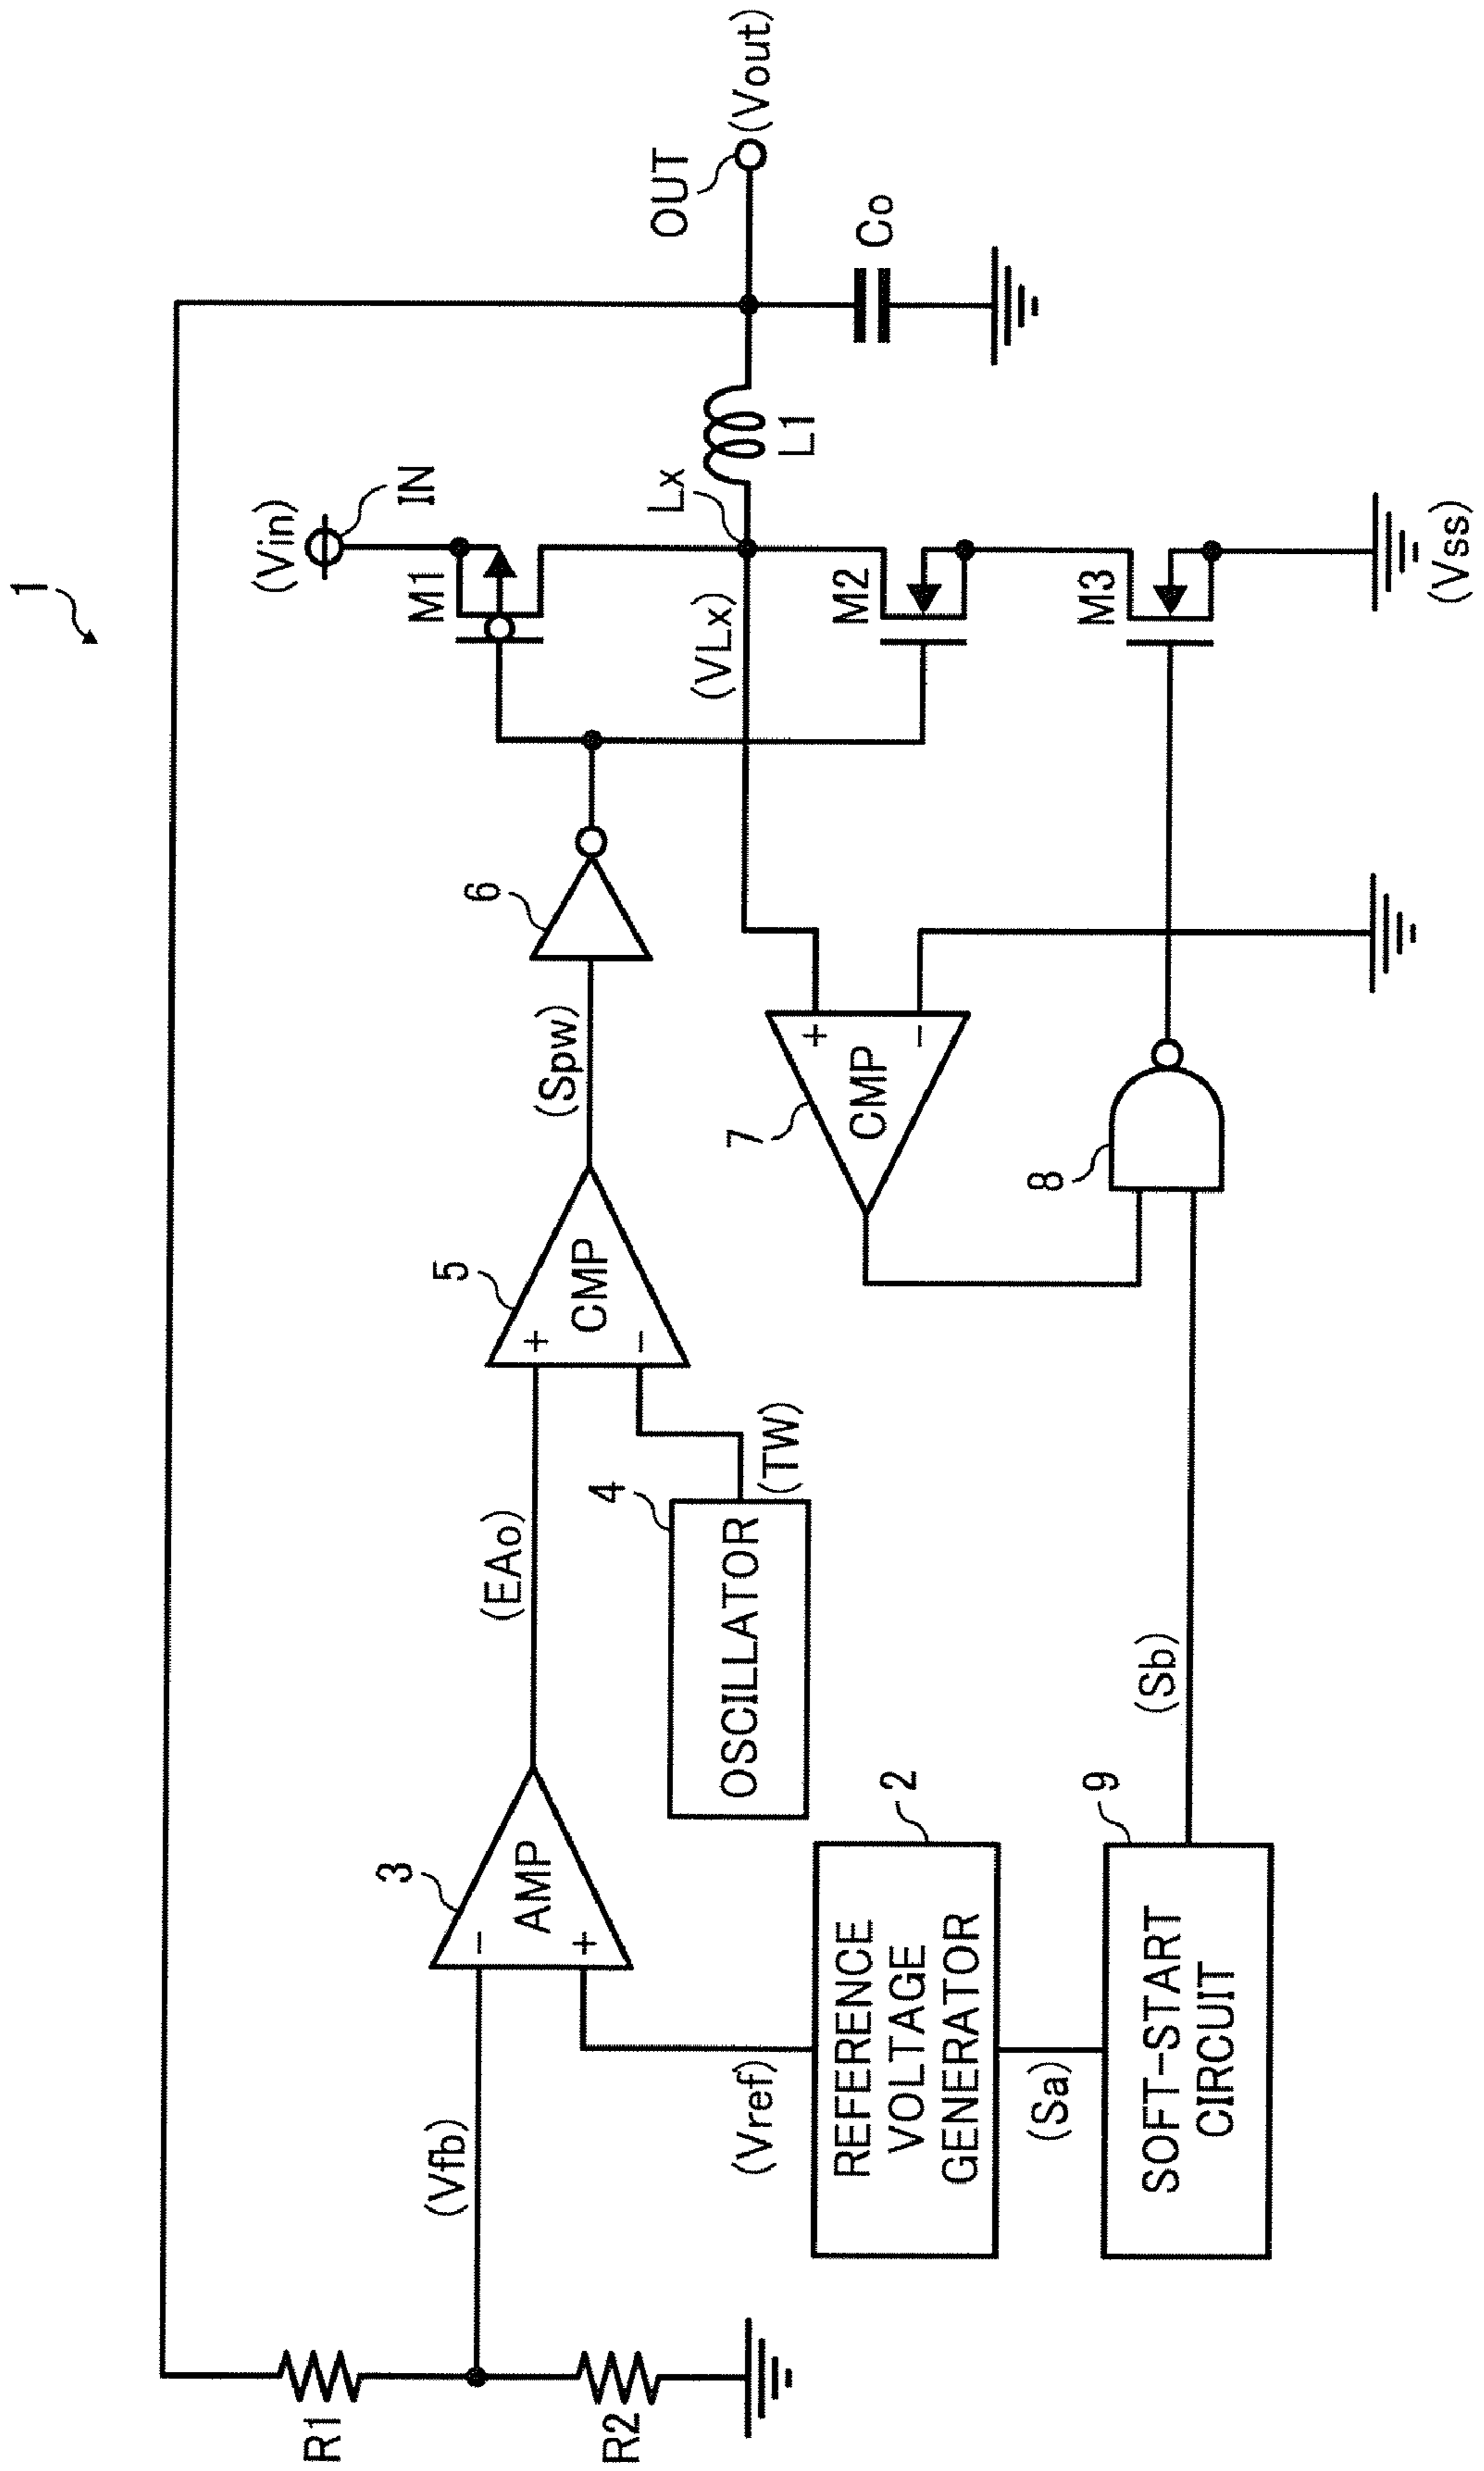 1
(Vin)
IN
M1
OUT
(Vout)
Lx
L1
Co
(VLx)
M2
M3
(Vss)
6
(Spw)
5
+
−
CMP
7
+
−
CMP
8
(EAo)
4
OSCILLATOR
(TW)
3
−
+
AMP
(Vfb)
(Vref)
2
REFERENCE
VOLTAGE
GENERATOR
(Sa)
(Sb)
9
SOFT-START
CIRCUIT
R1
R2